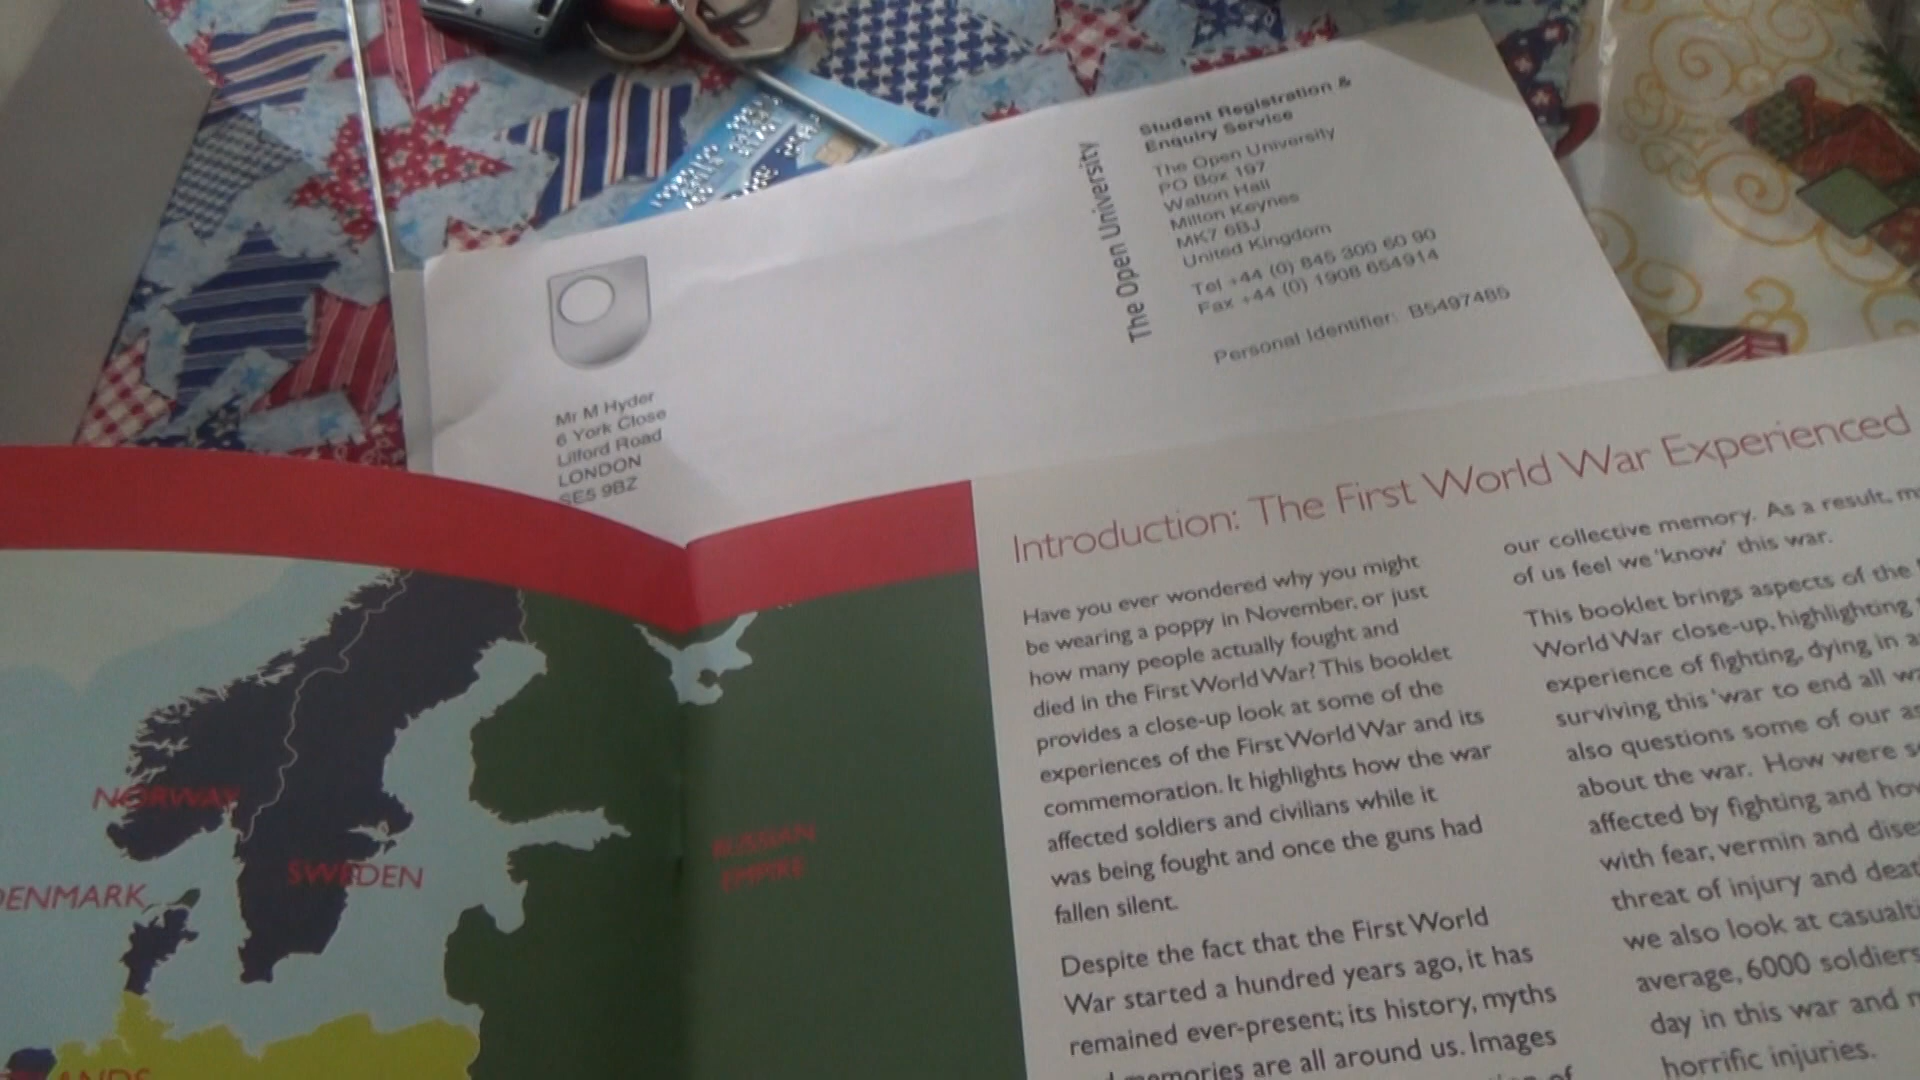 Student Registration &
Enquiry Service
The Open University
PO Box 197
Walton Hall
Milton Keynes
MK7 6BJ
United Kingdom
Tel +44 (0) 845 300 60 90
Fax +44 (0) 1908 654914
Personal Identifier: B5497485
The Open University
Mr M Hyder
6 York Close
Lilford Road
LONDON
SE5 9BZ
NORWAY
SWEDEN
DENMARK
RUSSIAN
EMPIRE
Introduction: The First World War Experienced
Have you ever wondered why you might
be wearing a poppy in November, or just
how many people actually fought and
died in the First World War? This booklet
provides a close-up look at some of the
experiences of the First World War and its
commemoration. It highlights how the war
affected soldiers and civilians while it
was being fought and once the guns had
fallen silent.
Despite the fact that the First World
War started a hundred years ago, it has
remained ever-present; its history, myths
memories are all around us. Images
of
our collective memory. As a result,
of us feel we 'know' this war.
This booklet brings aspects of the
World War close-up, highlighting
experience of fighting, dying in
surviving this 'war to end all
also questions some of our
about the war. How were
affected by fighting and
with fear, vermin and
threat of injury and
we also look at
average, 6000 soldiers
day in this war and
horrific injuries.